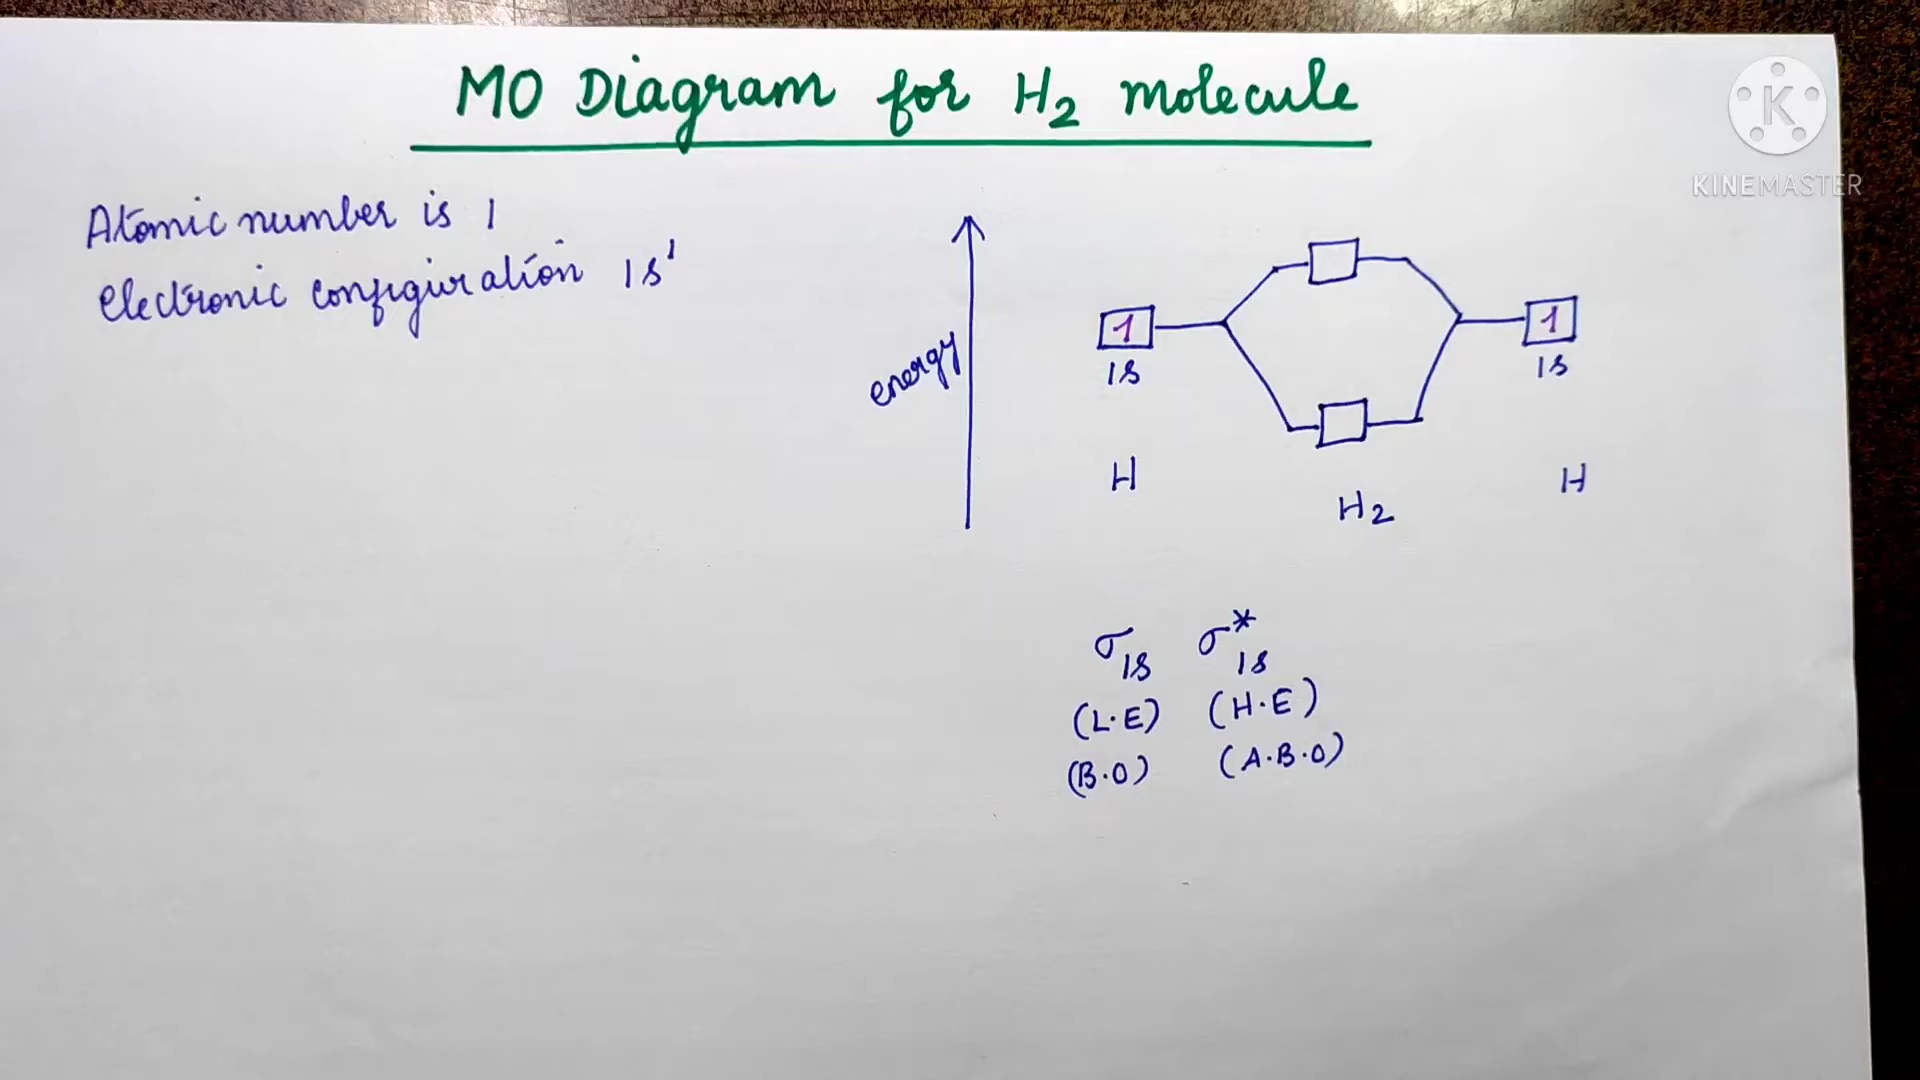 MO Diagram for H₂ molecule
K
KINEMASTER
Atomic number is 1
electronic configuration 1s¹
energy
1 1
1s 1s
H H₂ H
σ1s σ*1s
(L.E) (H.E)
(B.O) (A.B.O)